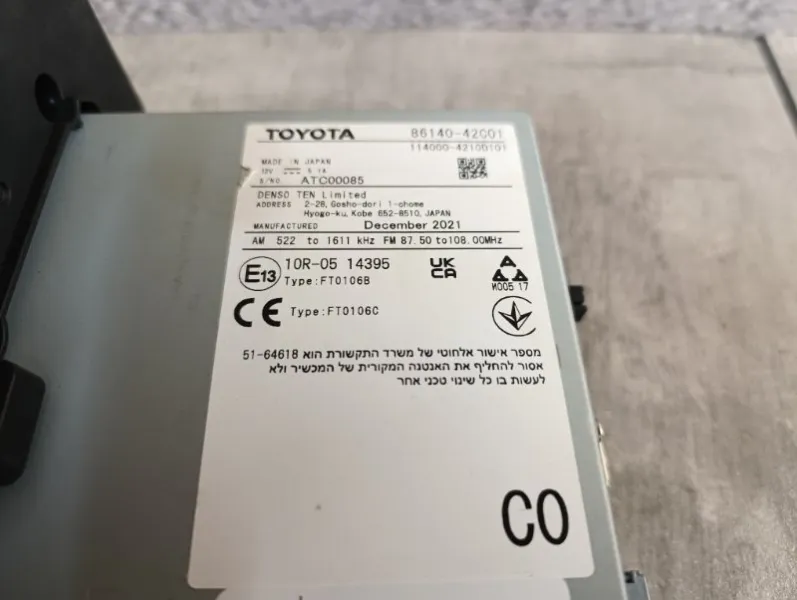 TOYOTA 86140-42C01
114000-42100101
MADE IN JAPAN
12V
S/NO. ATC00085
DENSO TEN Limited
ADDRESS 2-28, Gosho-dori 1-chome
Hyogo-ku, Kobe 652-8510, JAPAN
MANUFACTURED December 2021
AM 522 to 1611 kHz FM 87.50 to108.00MHz
E13 10R-05 14395
Type:FT0106B
UK
CA
И005 17
CE Type:FT0106C
מספר אישור אלחוטי של משרד התקשורת הוא 51-64618
אסור להחליף את האנטנה המקורית של המכשיר ולא
לעשות בו כל שינוי טכני אחר
C0